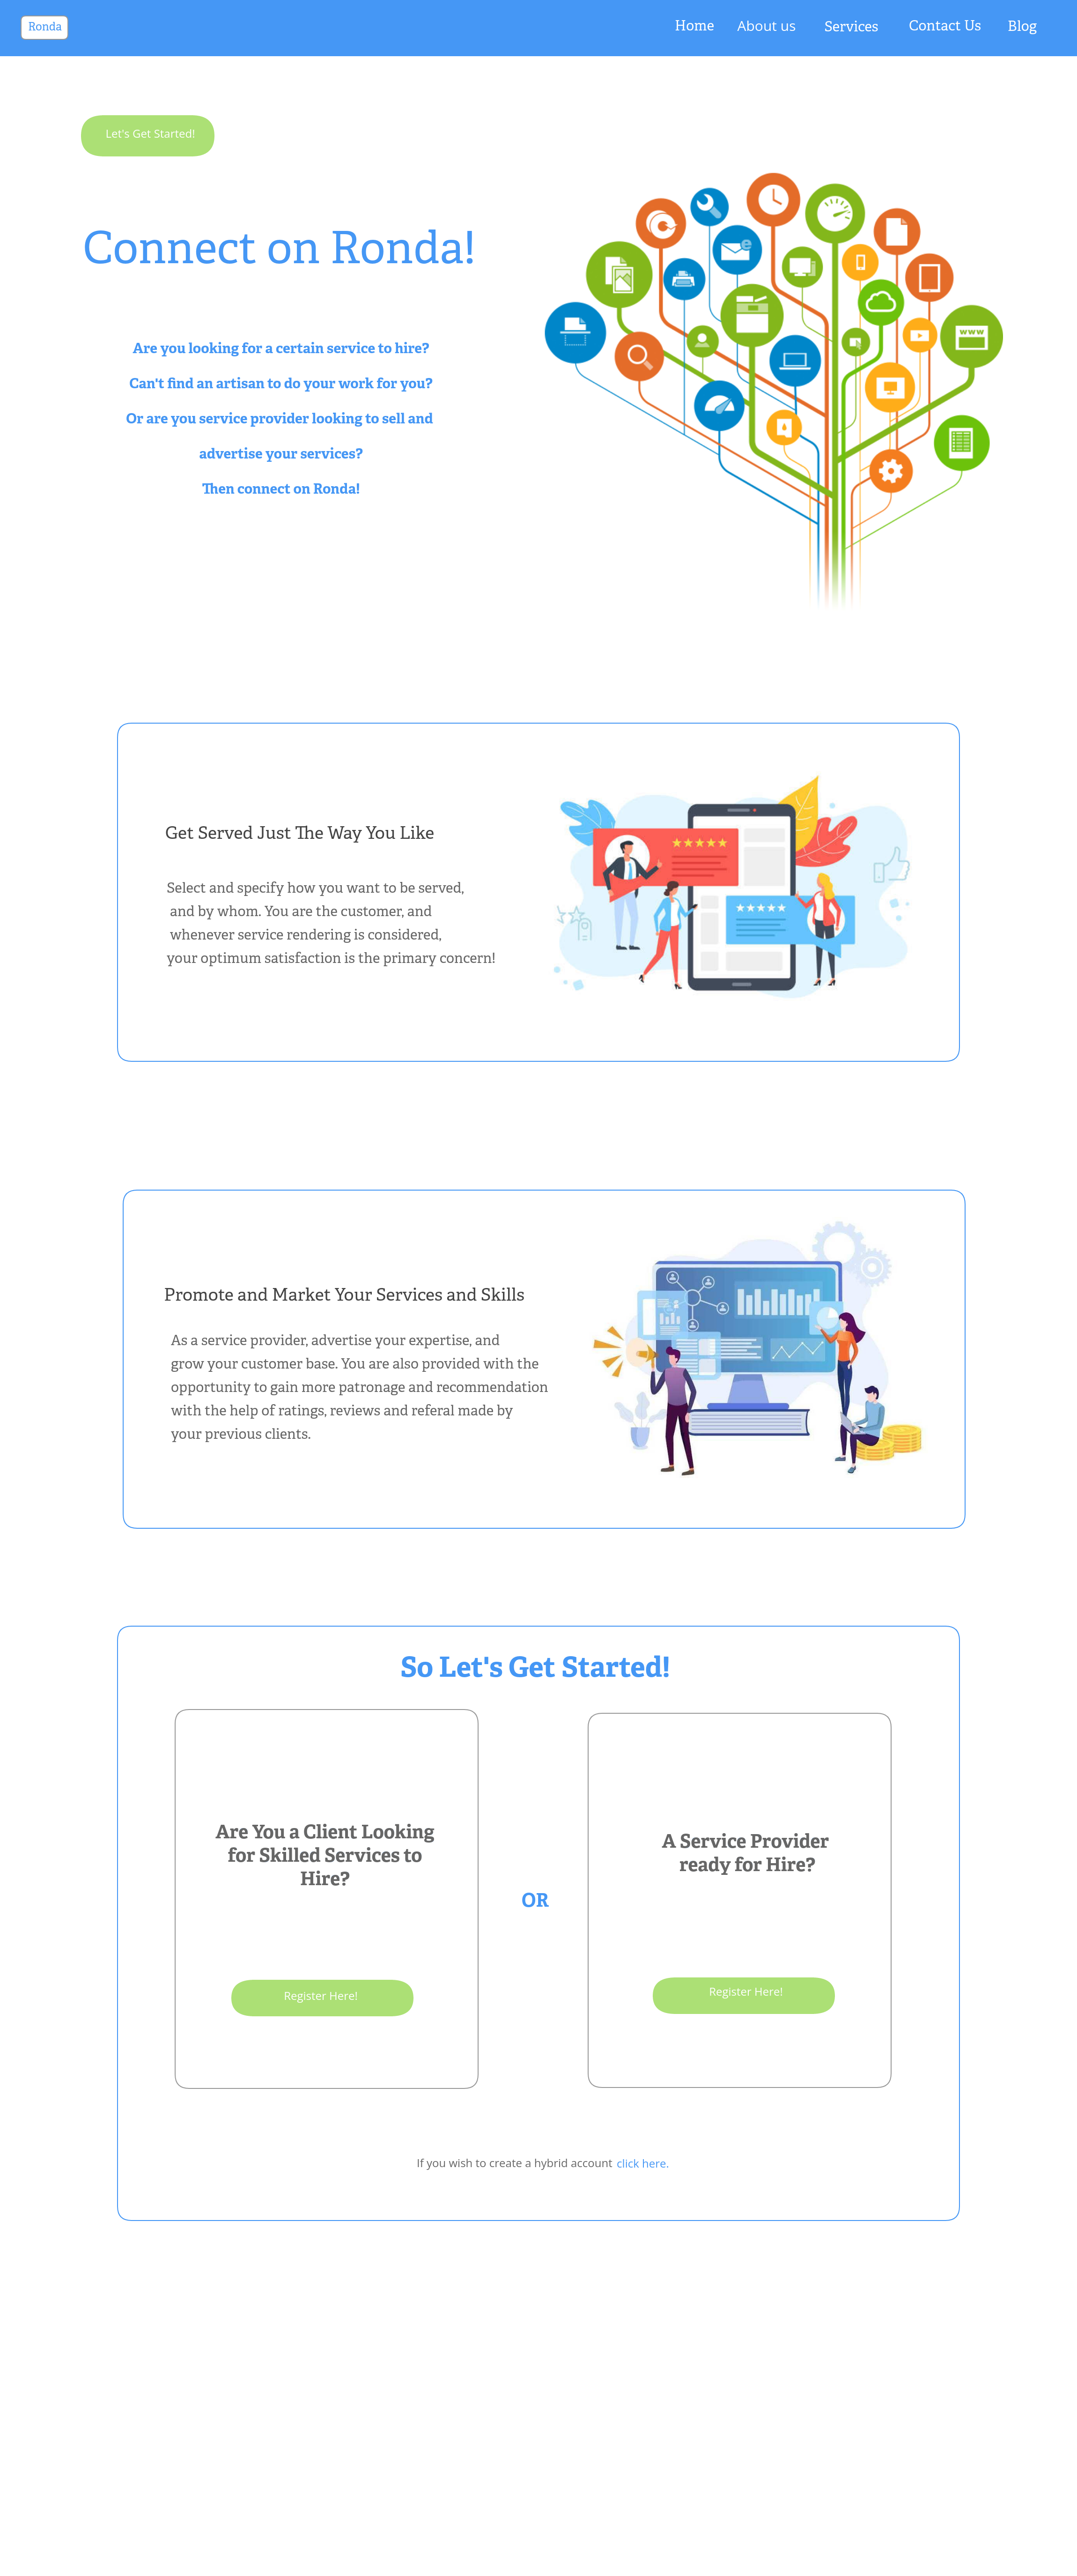 Ronda
Home About us Services Contact Us Blog
Let's Get Started!
Connect on Ronda!
Are you looking for a certain service to hire?
Can't find an artisan to do your work for you?
Or are you service provider looking to sell and
advertise your services?
Then connect on Ronda!
e
www
Get Served Just The Way You Like
Select and specify how you want to be served,
and by whom. You are the customer, and
whenever service rendering is considered,
your optimum satisfaction is the primary concern!
Promote and Market Your Services and Skills
As a service provider, advertise your expertise, and
grow your customer base. You are also provided with the
opportunity to gain more patronage and recommendation
with the help of ratings, reviews and referal made by
your previous clients.
So Let's Get Started!
Are You a Client Looking
for Skilled Services to
Hire?
Register Here!
OR
A Service Provider
ready for Hire?
Register Here!
If you wish to create a hybrid account click here.